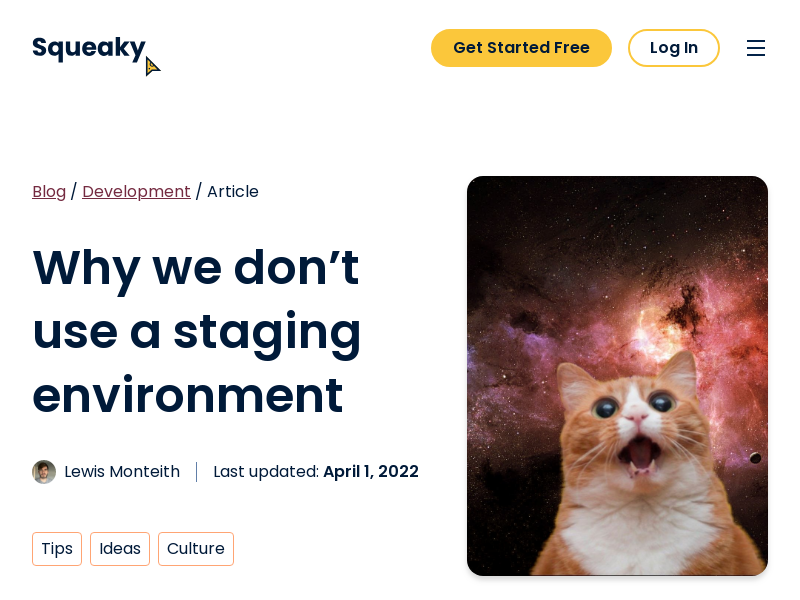 Squeaky
Get Started Free
Log In
Blog / Development / Article
Why we don’t
use a staging
environment
Lewis Monteith
Last updated: April 1, 2022
Tips
Ideas
Culture